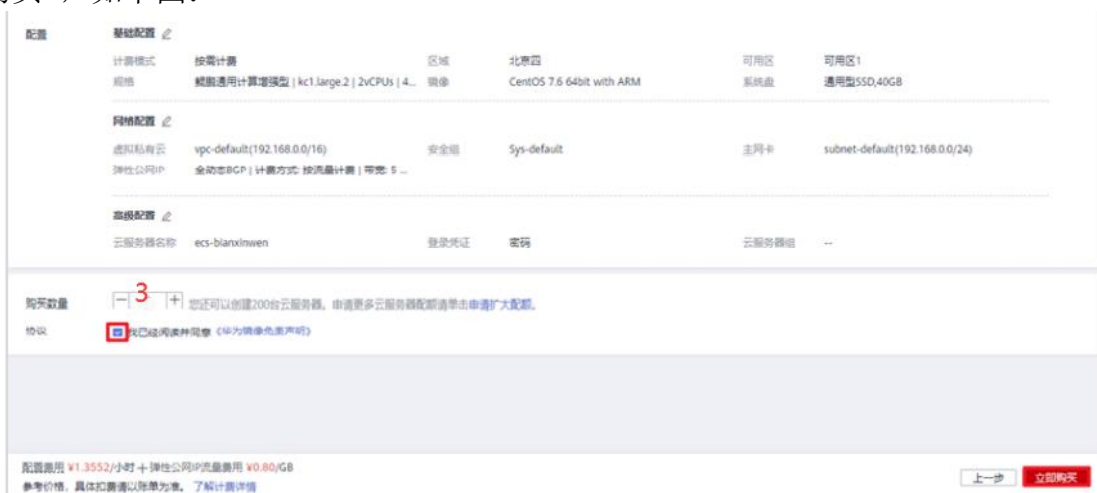 如下图。
配置 基础配置
计费模式 按需计费 区域 北京四 可用区 可用区1
规格 鲲鹏通用计算增强型 | kc1.large.2 | 2vCPUs | 4... 镜像 CentOS 7.6 64bit with ARM 系统盘 通用型SSD,40GB
网络配置
虚拟私有云 vpc-default(192.168.0.0/16) 安全组 Sys-default 主网卡 subnet-default(192.168.0.0/24)
弹性公网IP 全动态BGP | 计费方式: 按流量计费 | 带宽: 5 ...
高级配置
云服务器名称 ecs-bianxinwen 登录凭证 密码 云服务器组 --
购买数量 − 3 + 您还可以创建200台云服务器。申请更多云服务器配额请单击申请扩大配额。
协议 我已经阅读并同意《华为镜像免责声明》
配置费用 ¥1.3552/小时 + 弹性公网IP流量费用 ¥0.80/GB
参考价格，具体扣费请以账单为准。 了解计费详情
上一步 立即购买